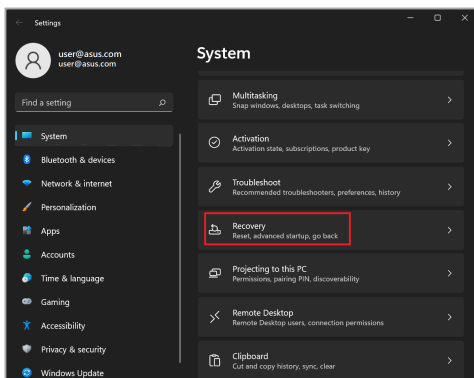 Settings
user@asus.com
user@asus.com
Find a setting
System
Bluetooth & devices
Network & internet
Personalization
Apps
Accounts
Time & language
Gaming
Accessibility
Privacy & security
Windows Update
System
Multitasking
Snap windows, desktops, task switching
Activation
Activation state, subscriptions, product key
Troubleshoot
Recommended troubleshooters, preferences, history
Recovery
Reset, advanced startup, go back
Projecting to this PC
Permissions, pairing PIN, discoverability
Remote Desktop
Remote Desktop users, connection permissions
Clipboard
Cut and copy history, sync, clear